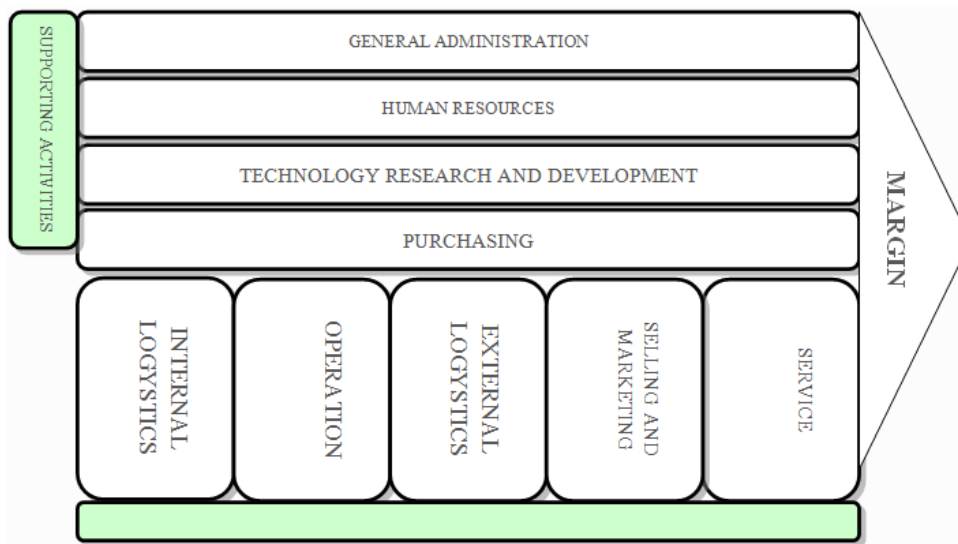 SUPPORTING ACTIVITIES
GENERAL ADMINISTRATION
HUMAN RESOURCES
TECHNOLOGY RESEARCH AND DEVELOPMENT
PURCHASING
MARGIN
INTERNAL
LOGYSTICS
OPERATION
EXTERNAL
LOGYSTICS
SELLING AND
MARKETING
SERVICE